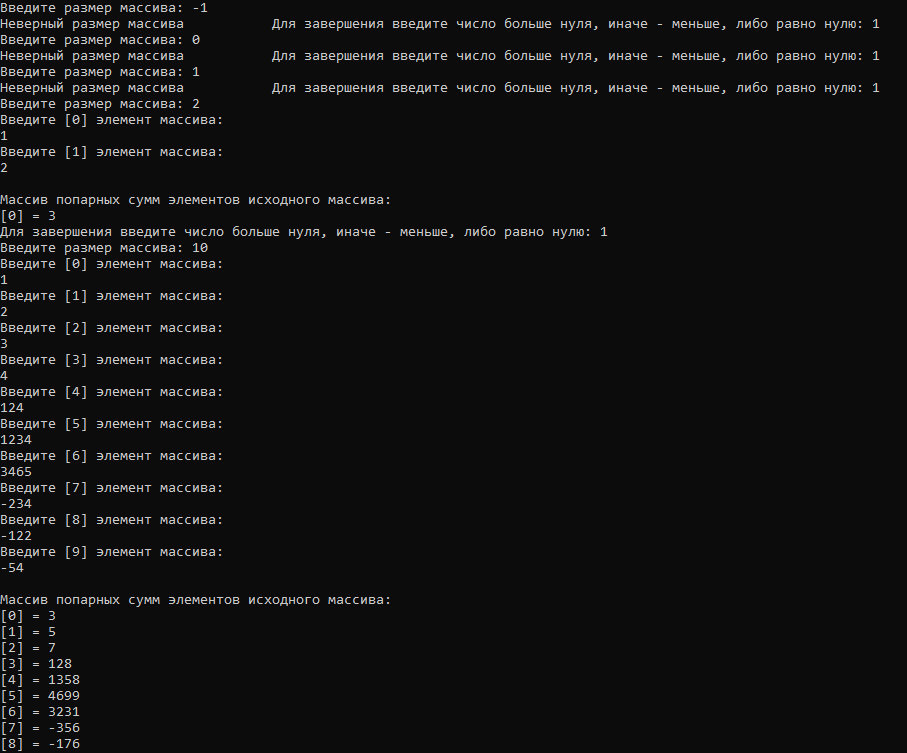 Введите размер массива: -1
Неверный размер массива           Для завершения введите число больше нуля, иначе - меньше, либо равно нулю: 1
Введите размер массива: 0
Неверный размер массива           Для завершения введите число больше нуля, иначе - меньше, либо равно нулю: 1
Введите размер массива: 1
Неверный размер массива           Для завершения введите число больше нуля, иначе - меньше, либо равно нулю: 1
Введите размер массива: 2
Введите [0] элемент массива:
1
Введите [1] элемент массива:
2
Массив попарных сумм элементов исходного массива:
[0] = 3
Для завершения введите число больше нуля, иначе - меньше, либо равно нулю: 1
Введите размер массива: 10
Введите [0] элемент массива:
1
Введите [1] элемент массива:
2
Введите [2] элемент массива:
3
Введите [3] элемент массива:
4
Введите [4] элемент массива:
124
Введите [5] элемент массива:
1234
Введите [6] элемент массива:
3465
Введите [7] элемент массива:
-234
Введите [8] элемент массива:
-122
Введите [9] элемент массива:
-54
Массив попарных сумм элементов исходного массива:
[0] = 3
[1] = 5
[2] = 7
[3] = 128
[4] = 1358
[5] = 4699
[6] = 3231
[7] = -356
[8] = -176